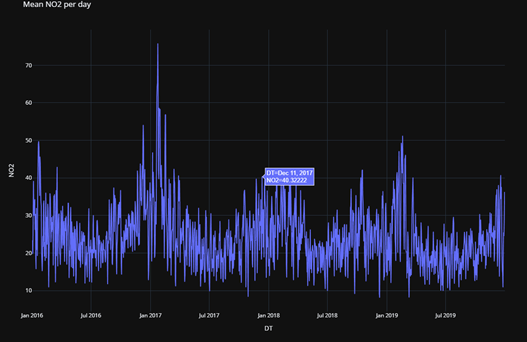 Mean NO2 per day
70
60
50
40
30
20
10
NO2
DT=Dec 11, 2017
NO2=40.32222
Jan 2016
Jul 2016
Jan 2017
Jul 2017
Jan 2018
Jul 2018
Jan 2019
Jul 2019
DT